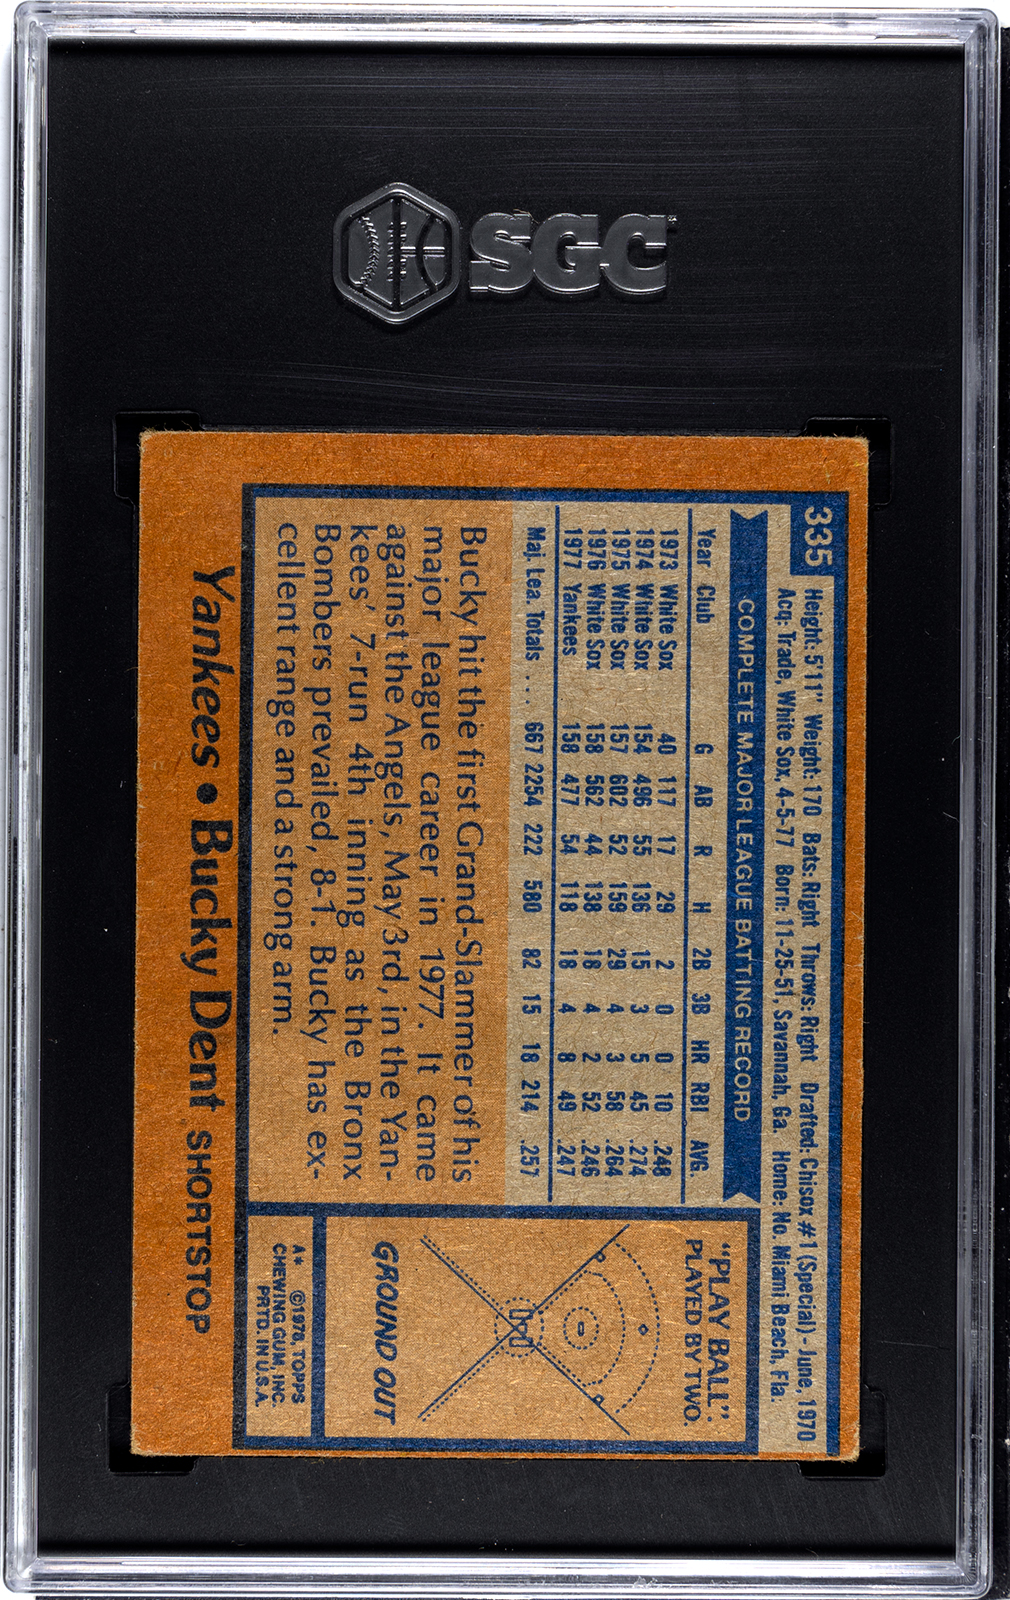 SGC
335
Height: 5'11" Weight: 170 Bats: Right Throws: Right Drafted: Chisox #1 (Special) - June, 1970
Acq: Trade, White Sox, 4-5-77 Born: 11-25-51, Savannah, Ga. Home: No. Miami Beach, Fla.
COMPLETE MAJOR LEAGUE BATTING RECORD
Year Club G AB R H 2B 3B HR RBI AVG.
1973 White Sox 40 117 17 29 2 0 0 10 .248
1974 White Sox 154 496 55 136 15 3 5 45 .274
1975 White Sox 157 602 52 159 29 4 3 58 .264
1976 White Sox 158 562 44 138 18 4 2 52 .246
1977 Yankees 158 477 54 118 18 4 8 49 .247
Maj. Lea. Totals . . . 667 2254 222 580 82 15 18 214 .257
Bucky hit the first Grand-Slammer of his
major league career in 1977. It came
against the Angels, May 3rd, in the Yan-
kees' 7-run 4th inning as the Bronx
Bombers prevailed, 8-1. Bucky has ex-
cellent range and a strong arm.
"PLAY BALL".
PLAYED BY TWO.
GROUND OUT
A* ©1978, TOPPS
CHEWING GUM, INC.
PRTD. IN U.S.A.
Yankees • Bucky Dent SHORTSTOP